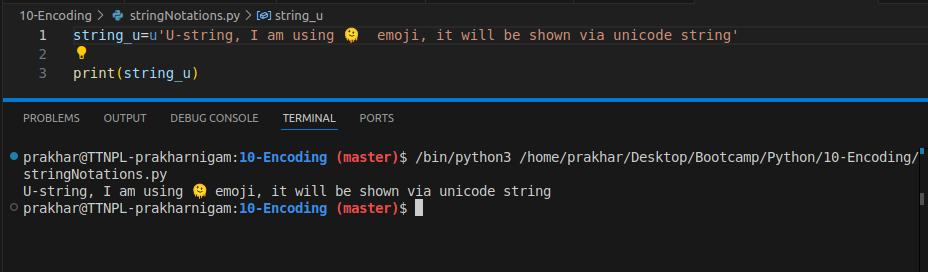 10-Encoding > stringNotations.py > string_u
1 string_u=u'U-string, I am using 🫠 emoji, it will be shown via unicode string'
2
3 print(string_u)
PROBLEMS OUTPUT DEBUG CONSOLE TERMINAL PORTS
prakhar@TTNPL-prakharnigam:10-Encoding (master)$ /bin/python3 /home/prakhar/Desktop/Bootcamp/Python/10-Encoding/
stringNotations.py
U-string, I am using 🫠 emoji, it will be shown via unicode string
prakhar@TTNPL-prakharnigam:10-Encoding (master)$